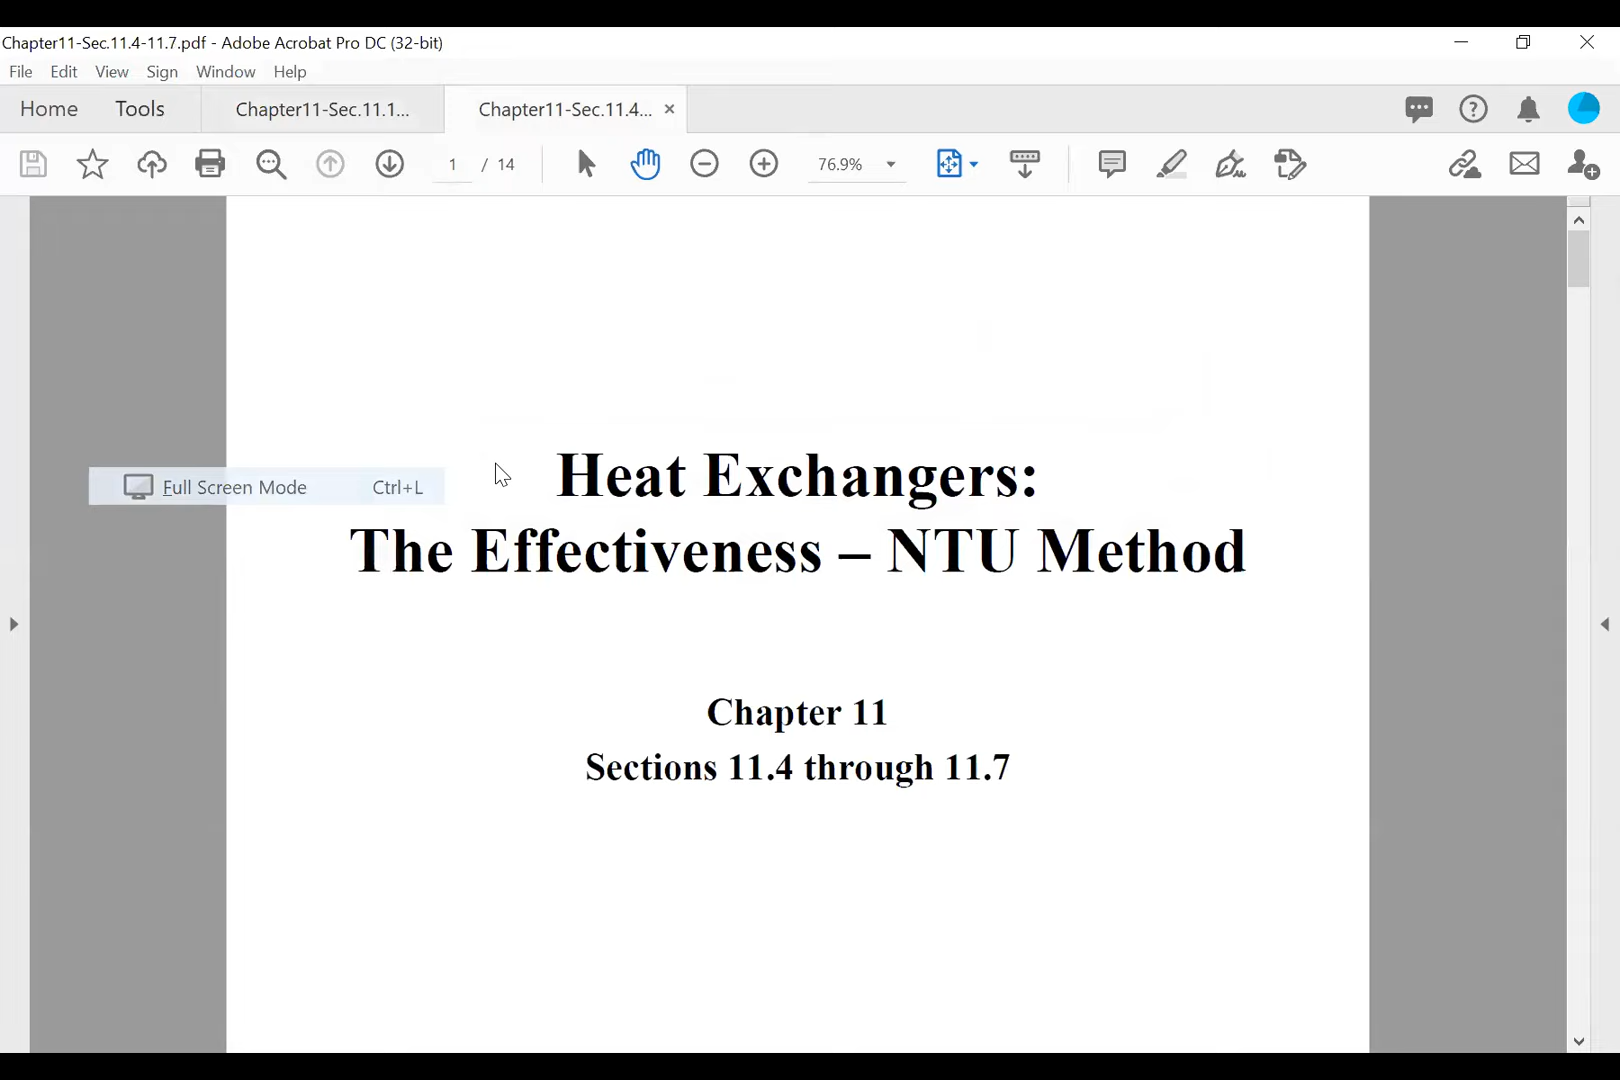 Chapter11-Sec.11.4-11.7.pdf - Adobe Acrobat Pro DC (32-bit)
File Edit View Sign Window Help
Home Tools Chapter11-Sec.11.1... Chapter11-Sec.11.4... ×
1 / 14 76.9%
Heat Exchangers:
Full Screen Mode Ctrl+L
The Effectiveness – NTU Method
Chapter 11
Sections 11.4 through 11.7